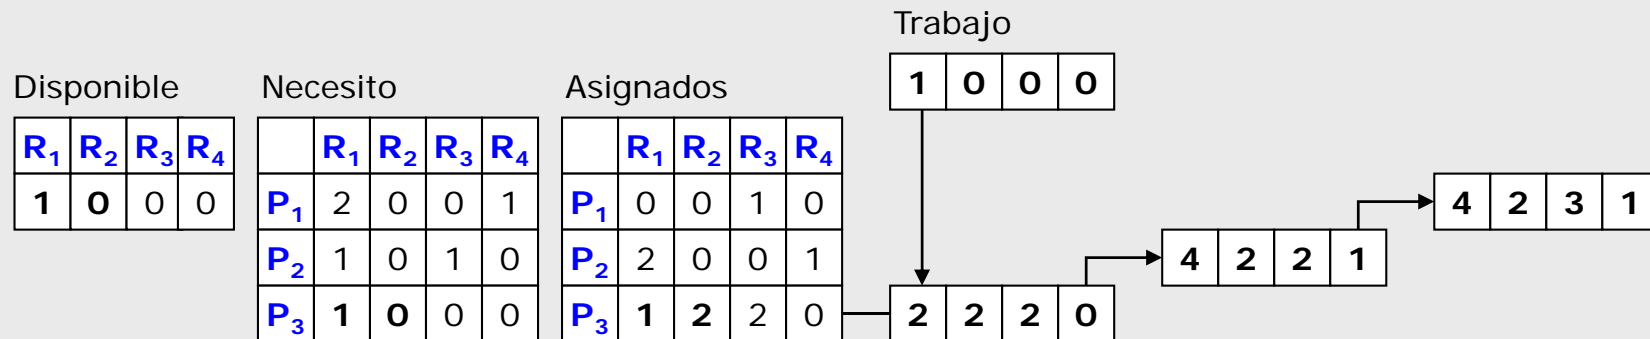 Trabajo
1 0 0 0
Disponible
R1 R2 R3 R4
1 0 0 0
Necesito
R1 R2 R3 R4
P1 2 0 0 1
P2 1 0 1 0
P3 1 0 0 0
Asignados
R1 R2 R3 R4
P1 0 0 1 0
P2 2 0 0 1
P3 1 2 2 0
2 2 2 0
4 2 2 1
4 2 3 1